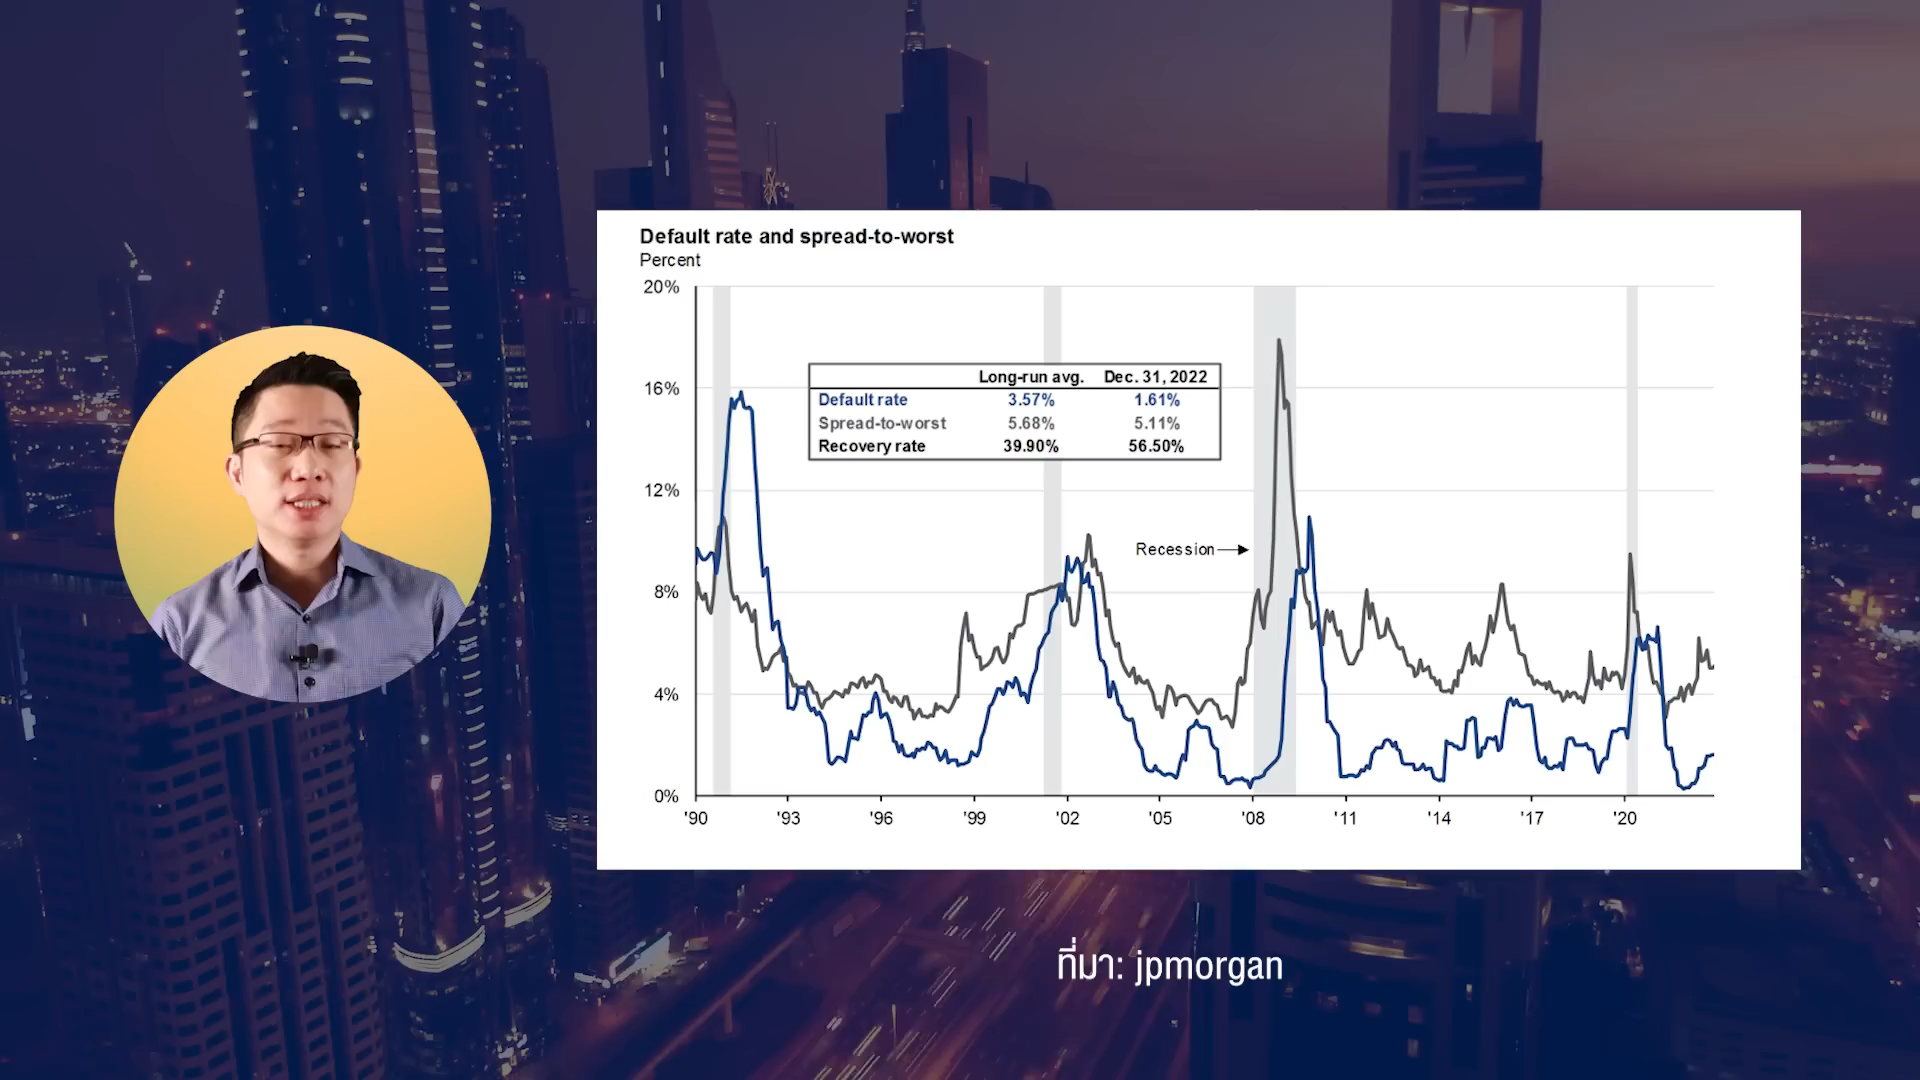 Default rate and spread-to-worst
Percent
20%
16%
12%
8%
4%
0%
Long-run avg. Dec. 31, 2022
Default rate 3.57% 1.61%
Spread-to-worst 5.68% 5.11%
Recovery rate 39.90% 56.50%
Recession
'90 '93 '96 '99 '02 '05 '08 '11 '14 '17 '20
ที่มา: jpmorgan